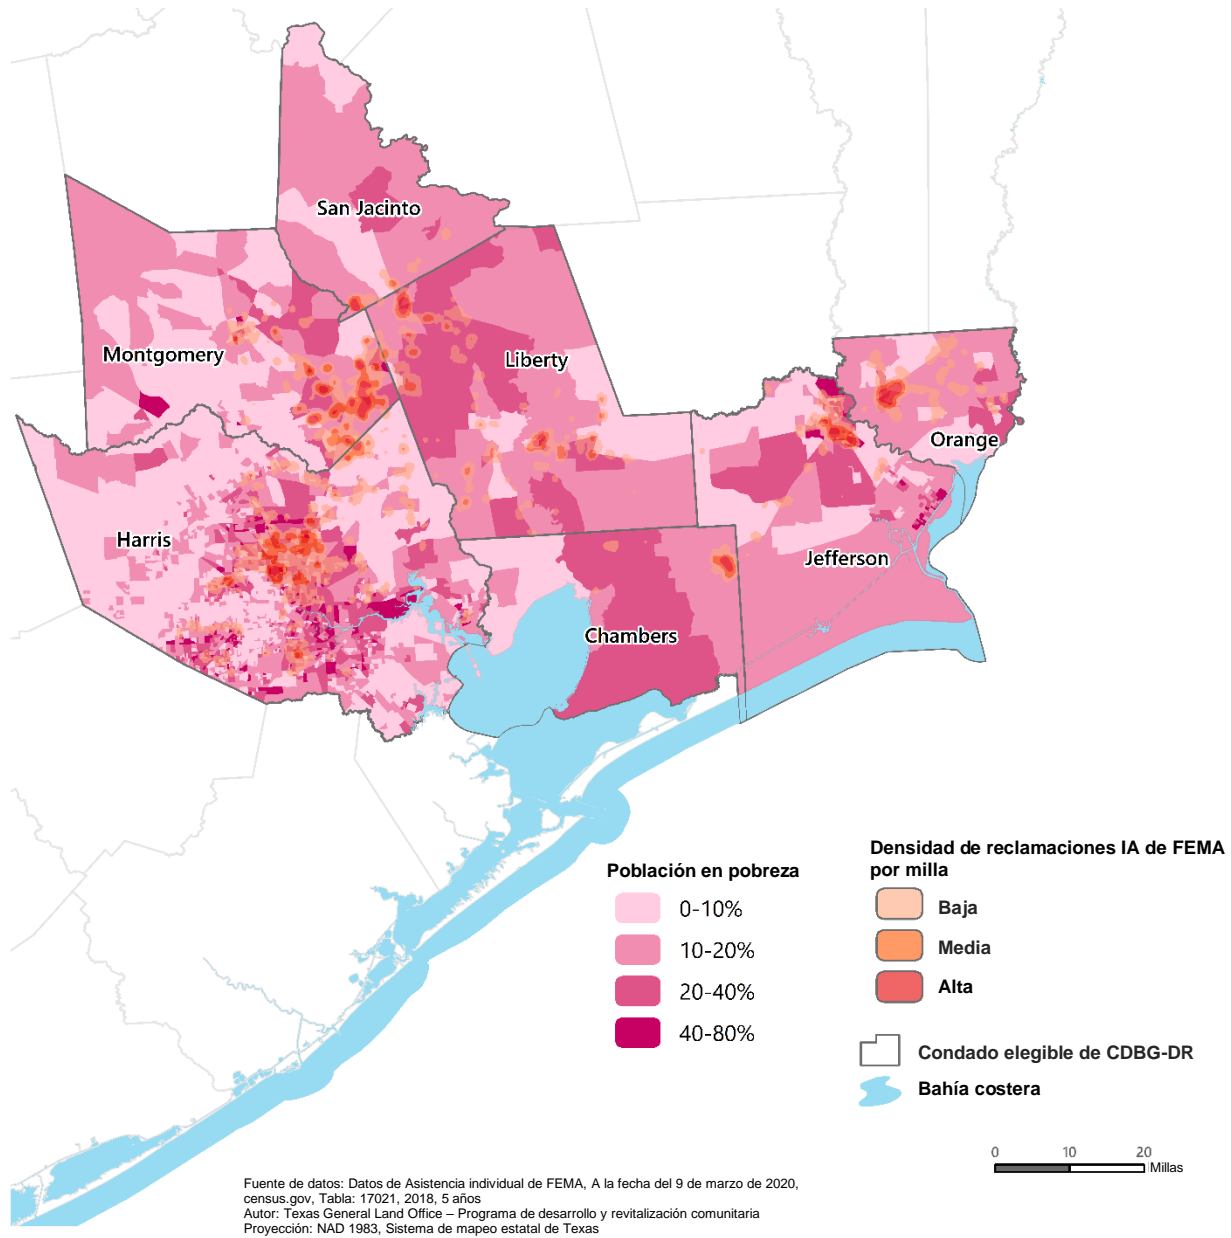 San Jacinto
Montgomery
Liberty
Orange
Harris
Jefferson
Chambers
Población en pobreza
0-10%
10-20%
20-40%
40-80%
Densidad de reclamaciones IA de FEMA
por milla
Baja
Media
Alta
Condado elegible de CDBG-DR
Bahía costera
0 10 20
Millas
Fuente de datos: Datos de Asistencia individual de FEMA, A la fecha del 9 de marzo de 2020,
census.gov, Tabla: 17021, 2018, 5 años
Autor: Texas General Land Office – Programa de desarrollo y revitalización comunitaria
Proyección: NAD 1983, Sistema de mapeo estatal de Texas